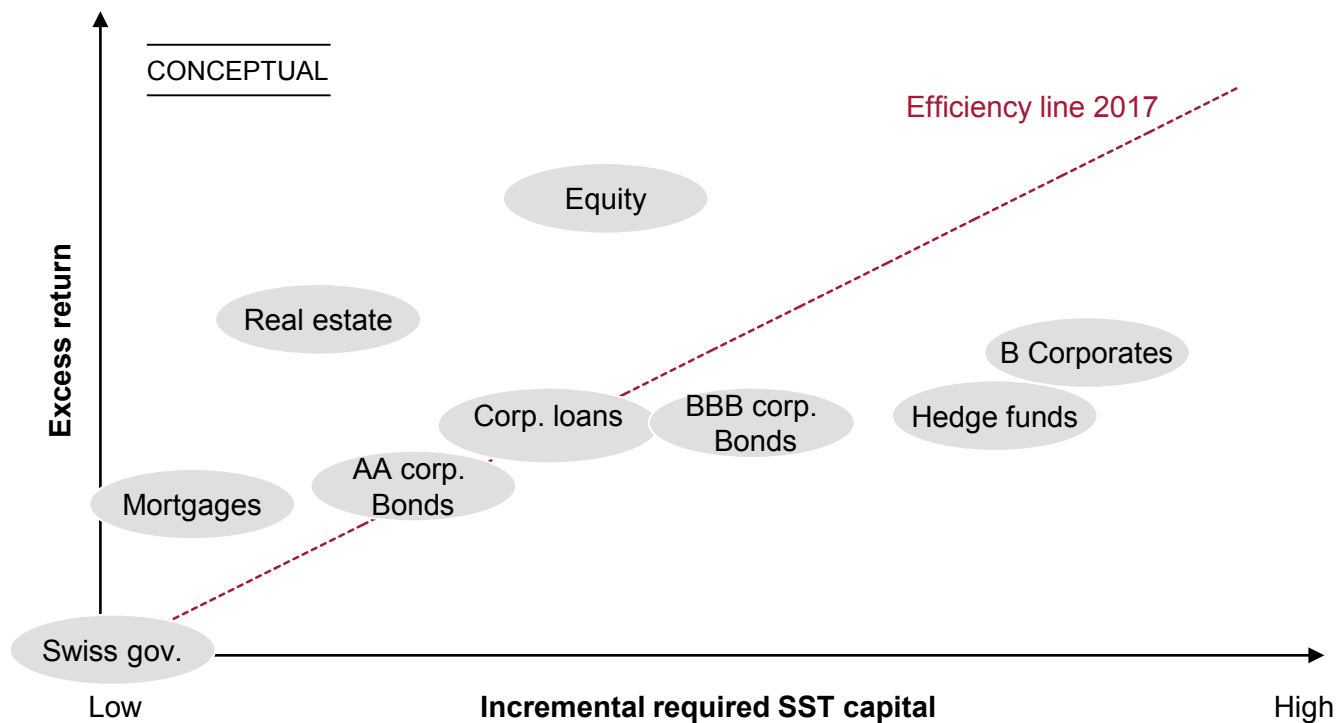 CONCEPTUAL
Efficiency line 2017
Equity
Real estate
B Corporates
Corp. loans
BBB corp.
Bonds
Hedge funds
AA corp.
Bonds
Mortgages
Swiss gov.
Excess return
Low
Incremental required SST capital
High